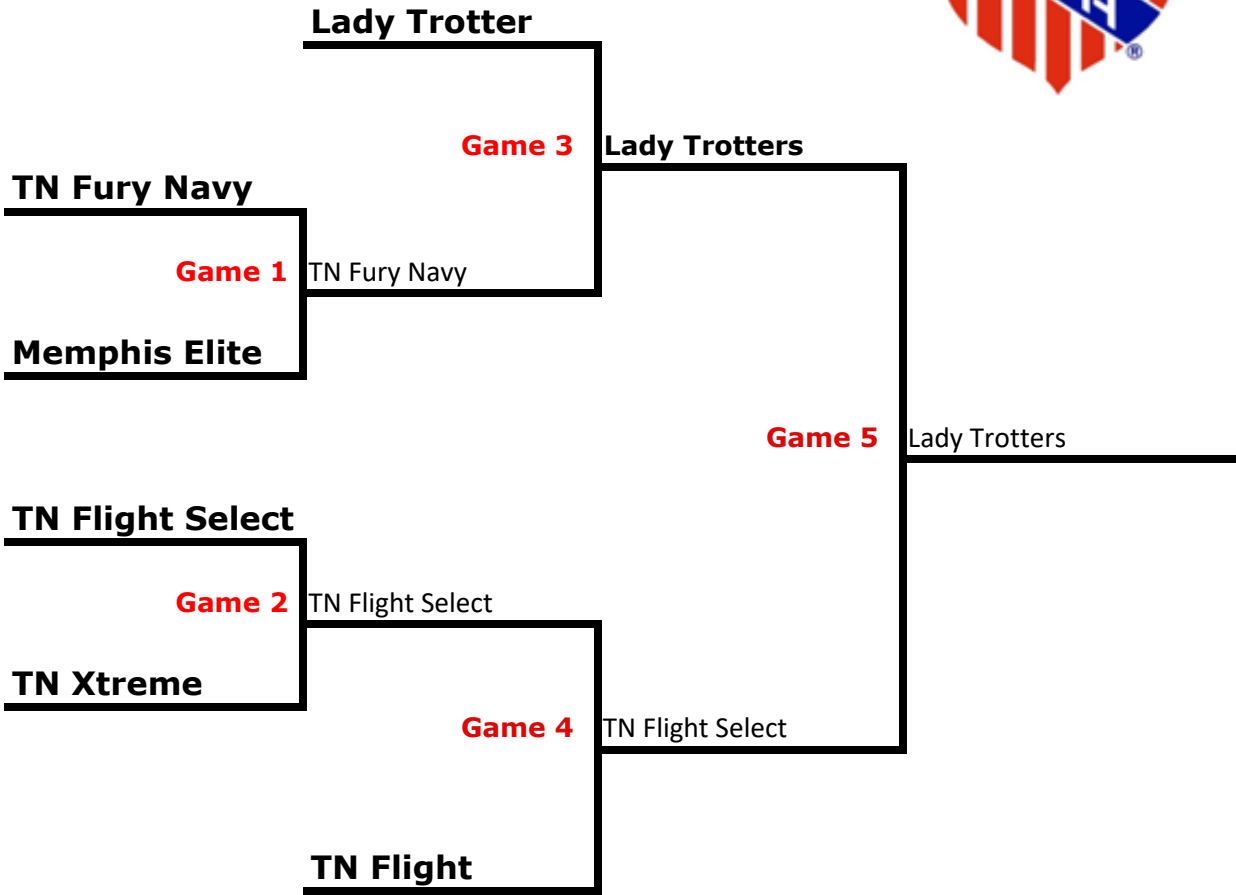 Lady Trotter
Game 3
Lady Trotters
TN Fury Navy
Game 1
TN Fury Navy
Memphis Elite
Game 5
Lady Trotters
TN Flight Select
Game 2
TN Flight Select
TN Xtreme
Game 4
TN Flight Select
TN Flight